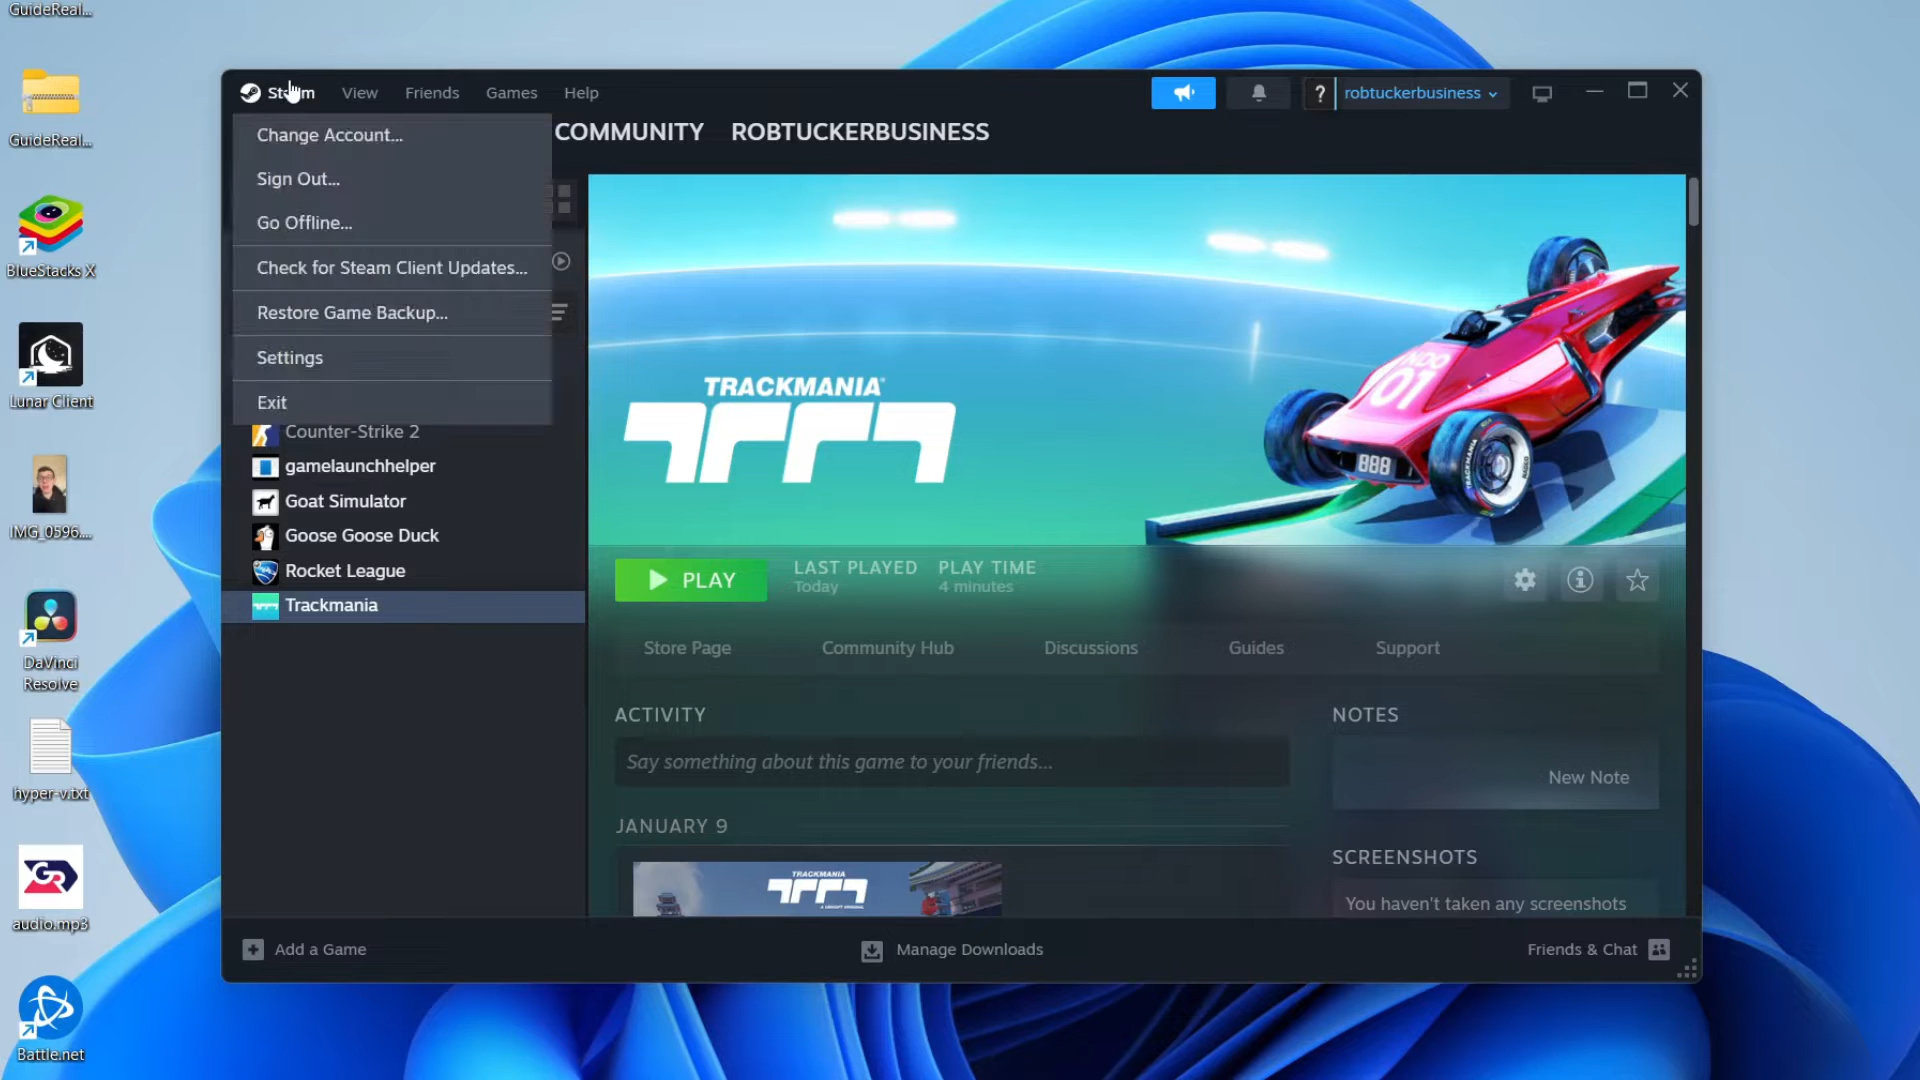 GuideReal...
GuideReal...
BlueStacks X
Lunar Client
IMG_0596....
DaVinci
Resolve
hyper-v.txt
audio.mp3
Battle.net
Steam View Friends Games Help
? robtuckerbusiness
COMMUNITY ROBTUCKERBUSINESS
Change Account...
Sign Out...
Go Offline...
Check for Steam Client Updates...
Restore Game Backup...
Settings
Exit
Counter-Strike 2
gamelaunchhelper
Goat Simulator
Goose Goose Duck
Rocket League
Trackmania
TRACKMANIA
01
888
PLAY
LAST PLAYED
Today
PLAY TIME
4 minutes
Store Page Community Hub Discussions Guides Support
ACTIVITY
Say something about this game to your friends...
JANUARY 9
TRACKMANIA
NOTES
New Note
SCREENSHOTS
You haven't taken any screenshots
Add a Game
Manage Downloads
Friends & Chat